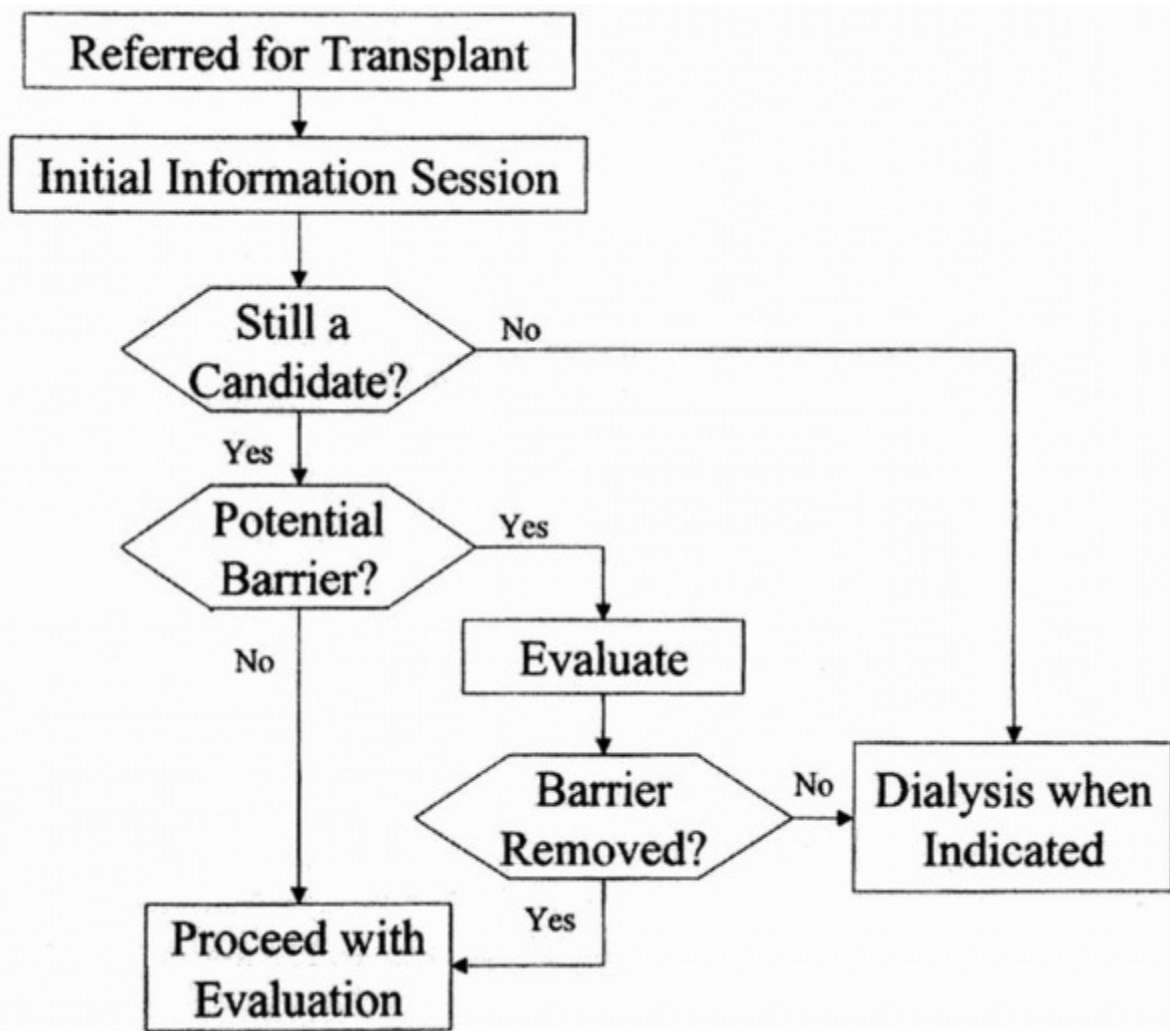 Referred for Transplant
Initial Information Session
Still a
Candidate?
No
Yes
Potential
Barrier?
Yes
No
Evaluate
Barrier
Removed?
No
Dialysis when
Indicated
Yes
Proceed with
Evaluation